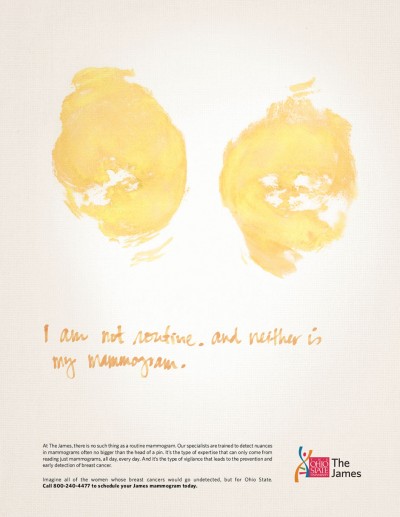 I am not routine. and neither is
my mammogram.
At The James, there is no such thing as a routine mammogram. Our specialists are trained to detect nuances
in mammograms often no bigger than the head of a pin. It's the type of expertise that can only come from
reading just mammograms, all day, every day. And it's the type of vigilance that leads to the prevention and
early detection of breast cancer.
Imagine all of the women whose breast cancers would go undetected, but for Ohio State.
Call 800-240-4477 to schedule your James mammogram today.
OHIO
STATE
The
James